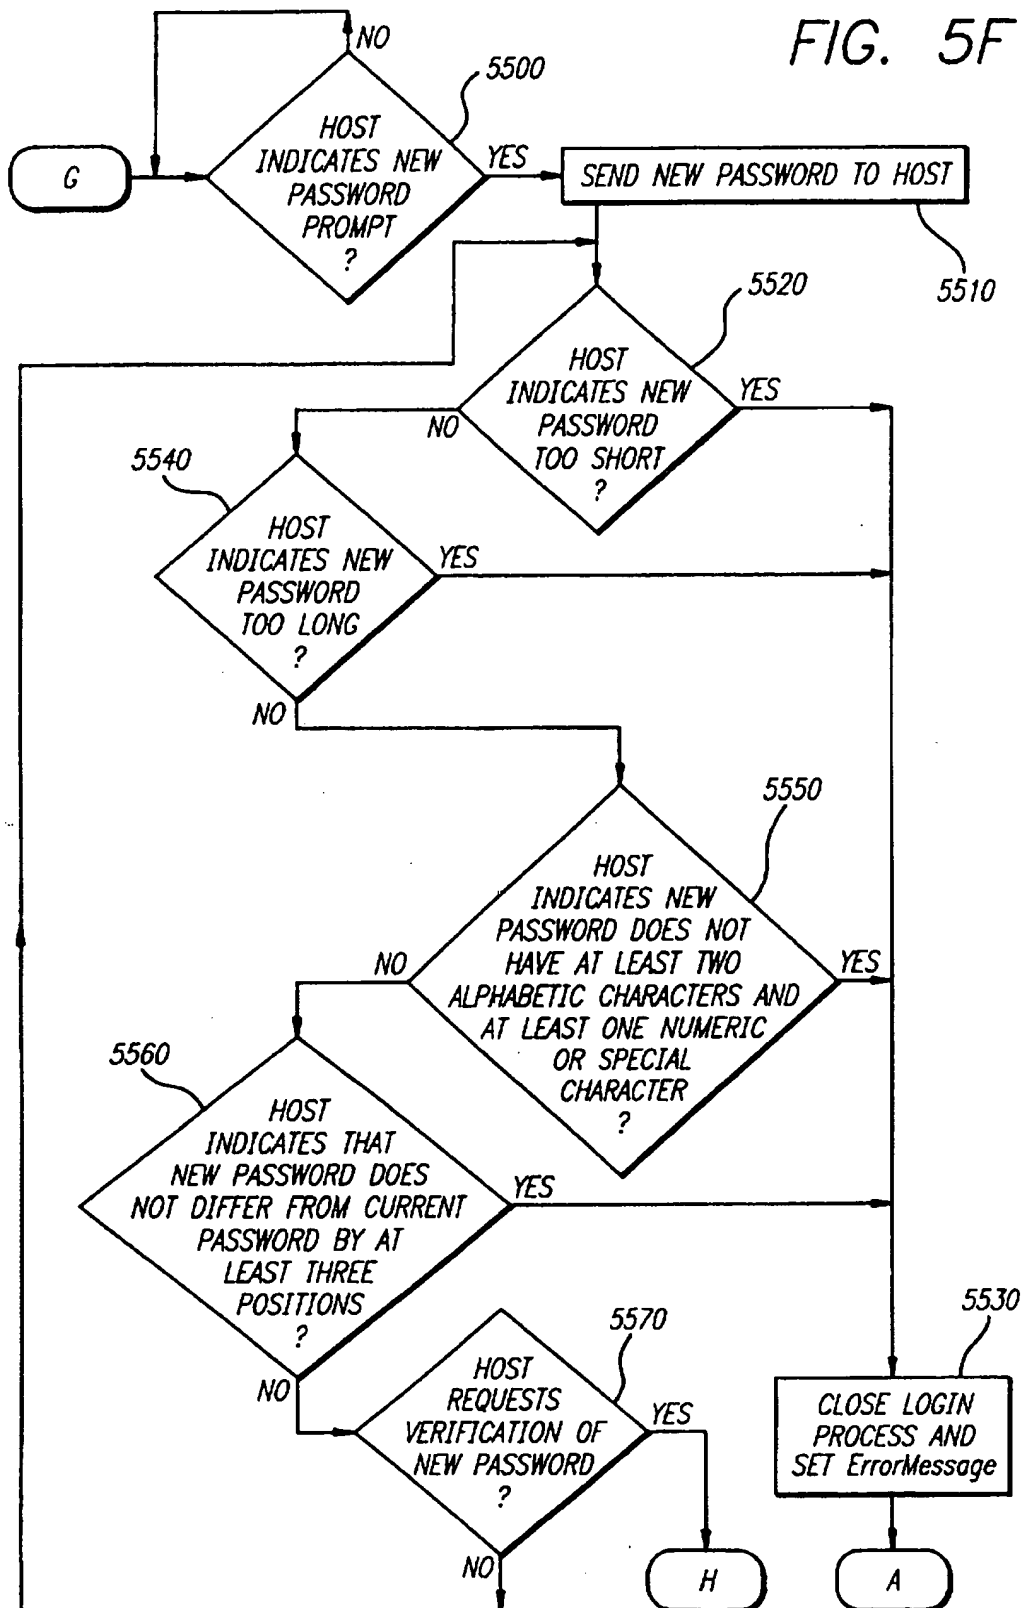 FIG. 5F
NO
5500
HOST
INDICATES NEW
PASSWORD
PROMPT
?
G
YES
SEND NEW PASSWORD TO HOST
5510
5520
HOST
INDICATES NEW
PASSWORD
TOO SHORT
?
YES
NO
5540
HOST
INDICATES NEW
PASSWORD
TOO LONG
?
YES
NO
5550
HOST
INDICATES NEW
PASSWORD DOES NOT
HAVE AT LEAST TWO
ALPHABETIC CHARACTERS AND
AT LEAST ONE NUMERIC
OR SPECIAL
CHARACTER
?
NO
YES
5560
HOST
INDICATES THAT
NEW PASSWORD DOES
NOT DIFFER FROM CURRENT
PASSWORD BY AT
LEAST THREE
POSITIONS
?
YES
NO
5570
HOST
REQUESTS
VERIFICATION OF
NEW PASSWORD
?
YES
NO
5530
CLOSE LOGIN
PROCESS AND
SET ErrorMessage
H
A